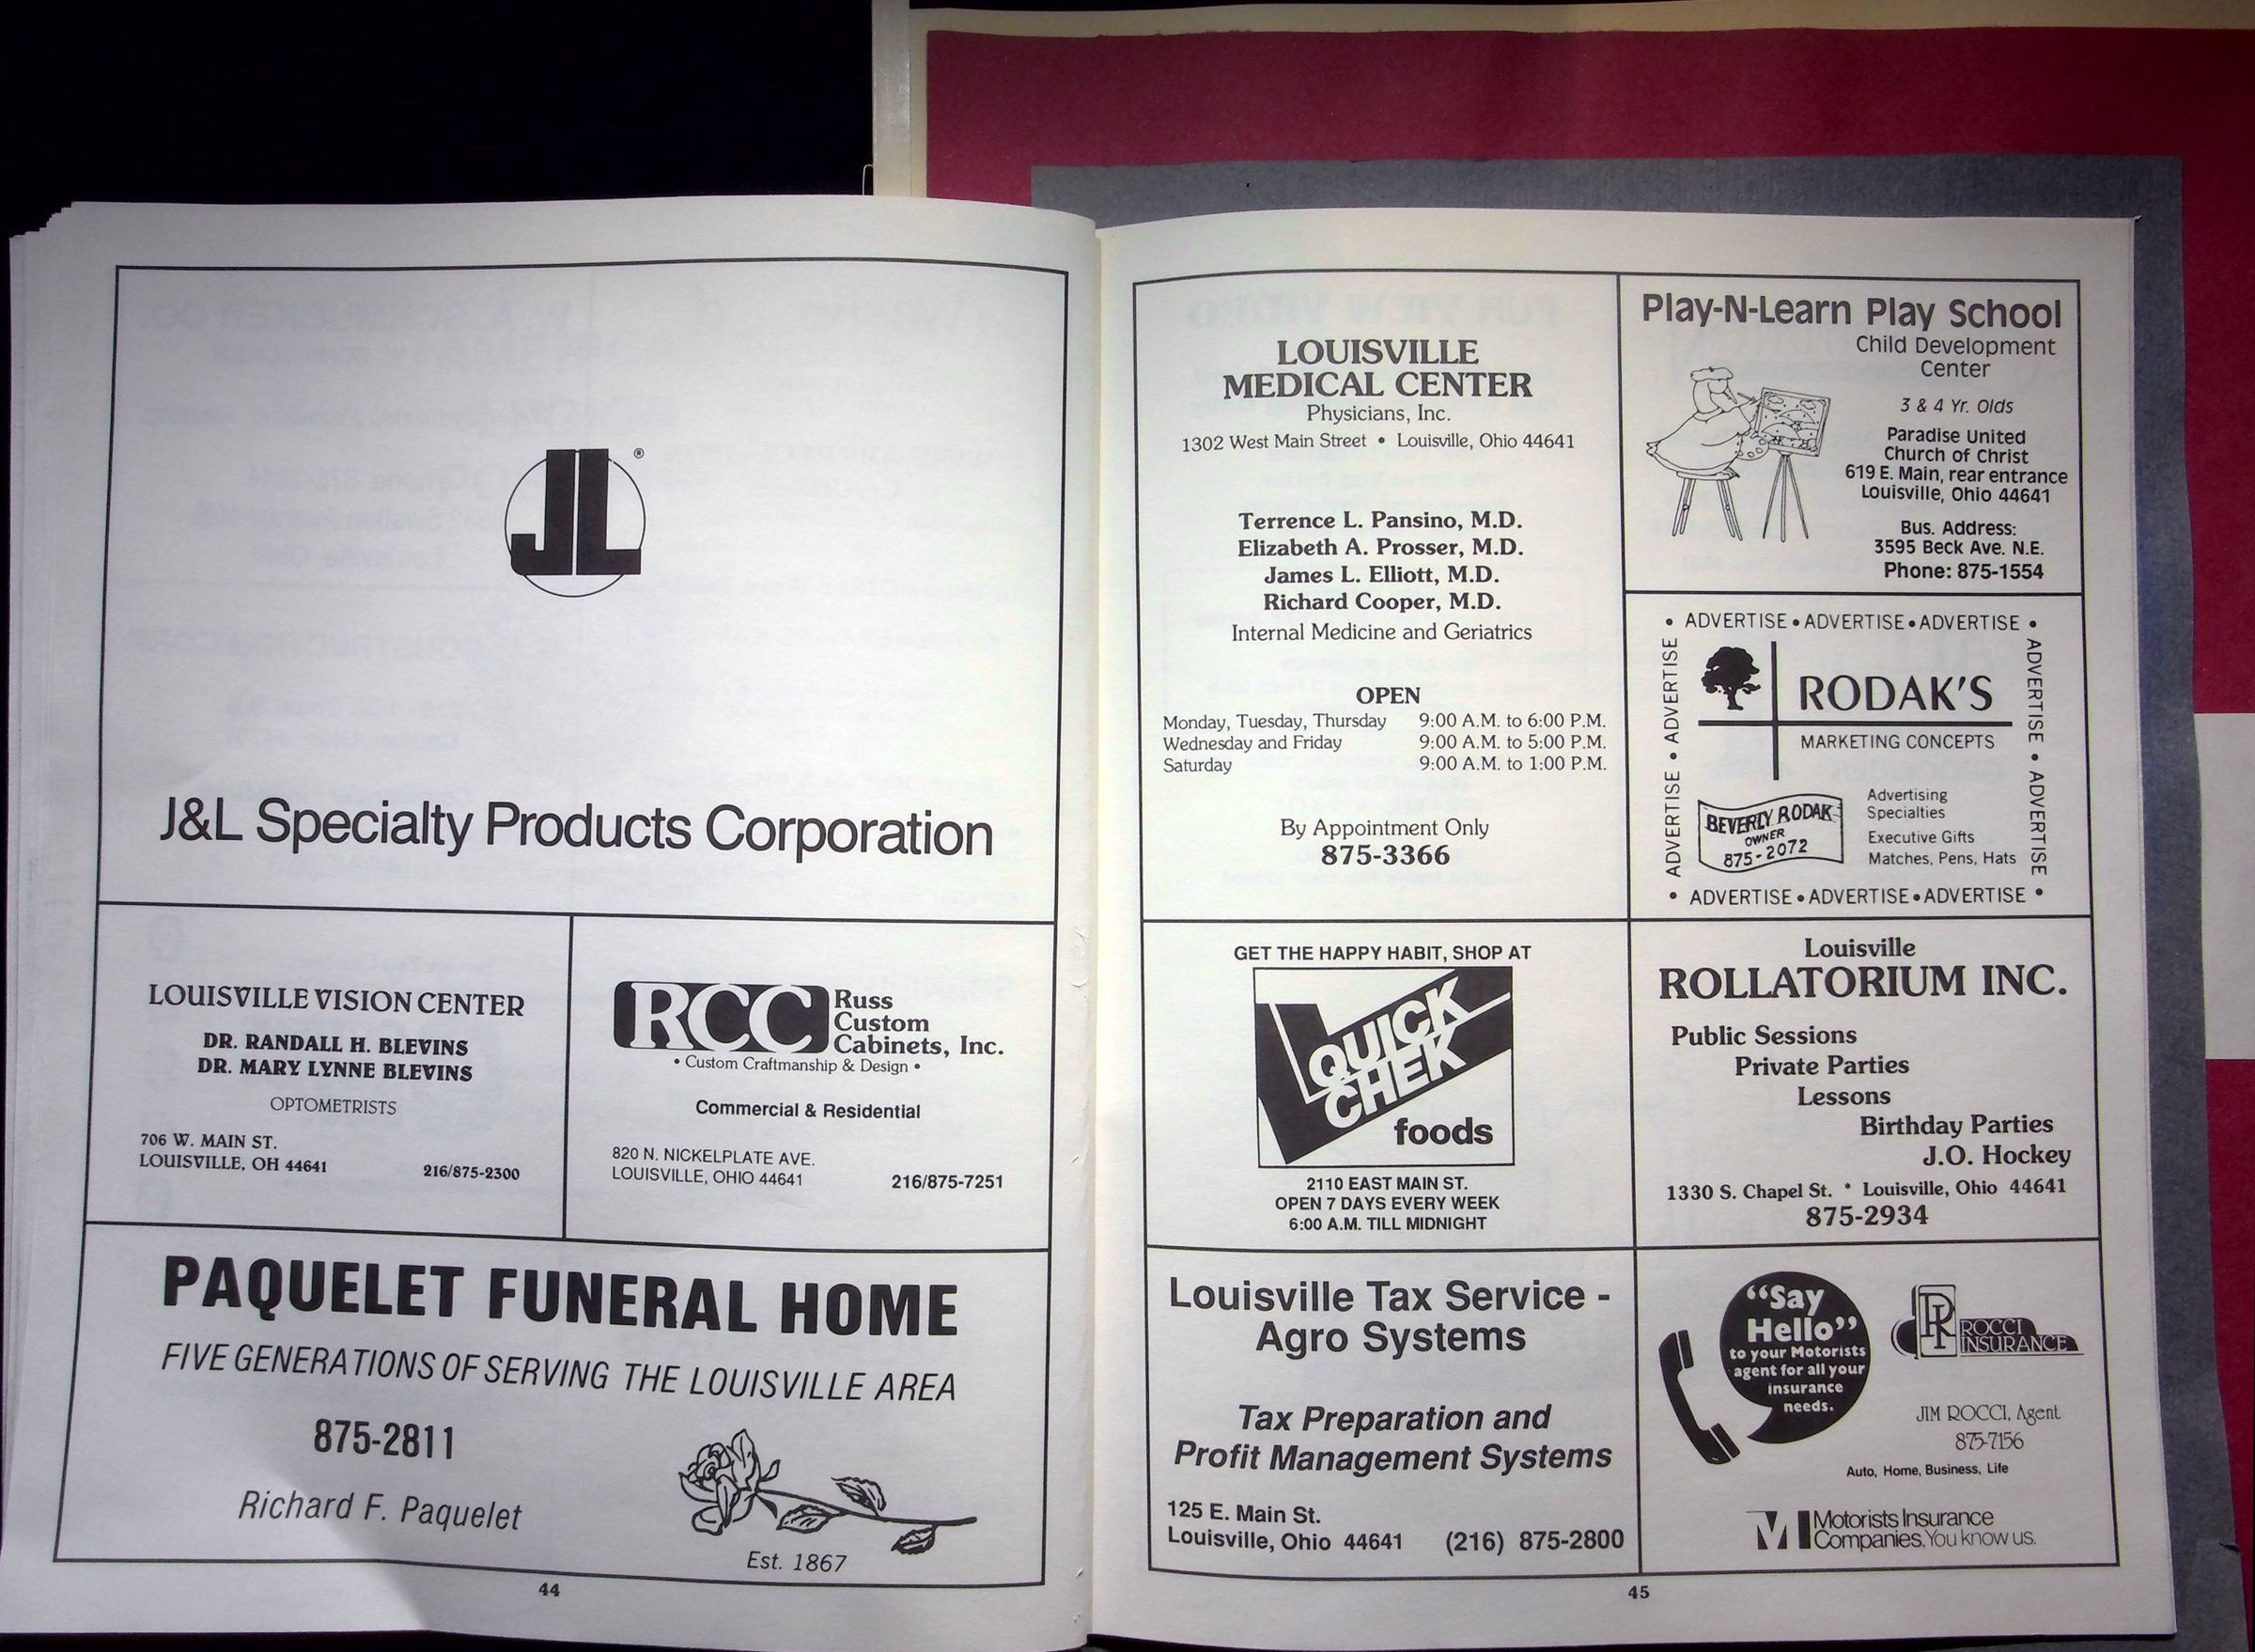 JL®
J&L Specialty Products Corporation
LOUISVILLE VISION CENTER
DR. RANDALL H. BLEVINS
DR. MARY LYNNE BLEVINS
OPTOMETRISTS
706 W. MAIN ST.
LOUISVILLE, OH 44641 216/875-2300
RCC Russ
Custom
Cabinets, Inc.
• Custom Craftmanship & Design •
Commercial & Residential
820 N. NICKELPLATE AVE.
LOUISVILLE, OHIO 44641 216/875-7251
PAQUELET FUNERAL HOME
FIVE GENERATIONS OF SERVING THE LOUISVILLE AREA
875-2811
Richard F. Paquelet
Est. 1867
44
LOUISVILLE
MEDICAL CENTER
Physicians, Inc.
1302 West Main Street • Louisville, Ohio 44641
Terrence L. Pansino, M.D.
Elizabeth A. Prosser, M.D.
James L. Elliott, M.D.
Richard Cooper, M.D.
Internal Medicine and Geriatrics
OPEN
Monday, Tuesday, Thursday 9:00 A.M. to 6:00 P.M.
Wednesday and Friday 9:00 A.M. to 5:00 P.M.
Saturday 9:00 A.M. to 1:00 P.M.
By Appointment Only
875-3366
Play-N-Learn Play School
Child Development
Center
3 & 4 Yr. Olds
Paradise United
Church of Christ
619 E. Main, rear entrance
Louisville, Ohio 44641
Bus. Address:
3595 Beck Ave. N.E.
Phone: 875-1554
• ADVERTISE • ADVERTISE • ADVERTISE •
ADVERTISE • ADVERTISE
ADVERTISE • ADVERTISE
RODAK'S
MARKETING CONCEPTS
BEVERLY RODAK
OWNER
875-2072
Advertising
Specialties
Executive Gifts
Matches, Pens, Hats
• ADVERTISE • ADVERTISE • ADVERTISE •
GET THE HAPPY HABIT, SHOP AT
QUICK
CHEK
foods
2110 EAST MAIN ST.
OPEN 7 DAYS EVERY WEEK
6:00 A.M. TILL MIDNIGHT
Louisville
ROLLATORIUM INC.
Public Sessions
Private Parties
Lessons
Birthday Parties
J.O. Hockey
1330 S. Chapel St. * Louisville, Ohio 44641
875-2934
Louisville Tax Service -
Agro Systems
Tax Preparation and
Profit Management Systems
125 E. Main St.
Louisville, Ohio 44641 (216) 875-2800
"Say
Hello"
to your Motorists
agent for all your
insurance
needs.
RI
ROCCI
INSURANCE
JIM ROCCI, Agent
875-7156
Auto, Home, Business, Life
MI Motorists Insurance
Companies. You know us.
45